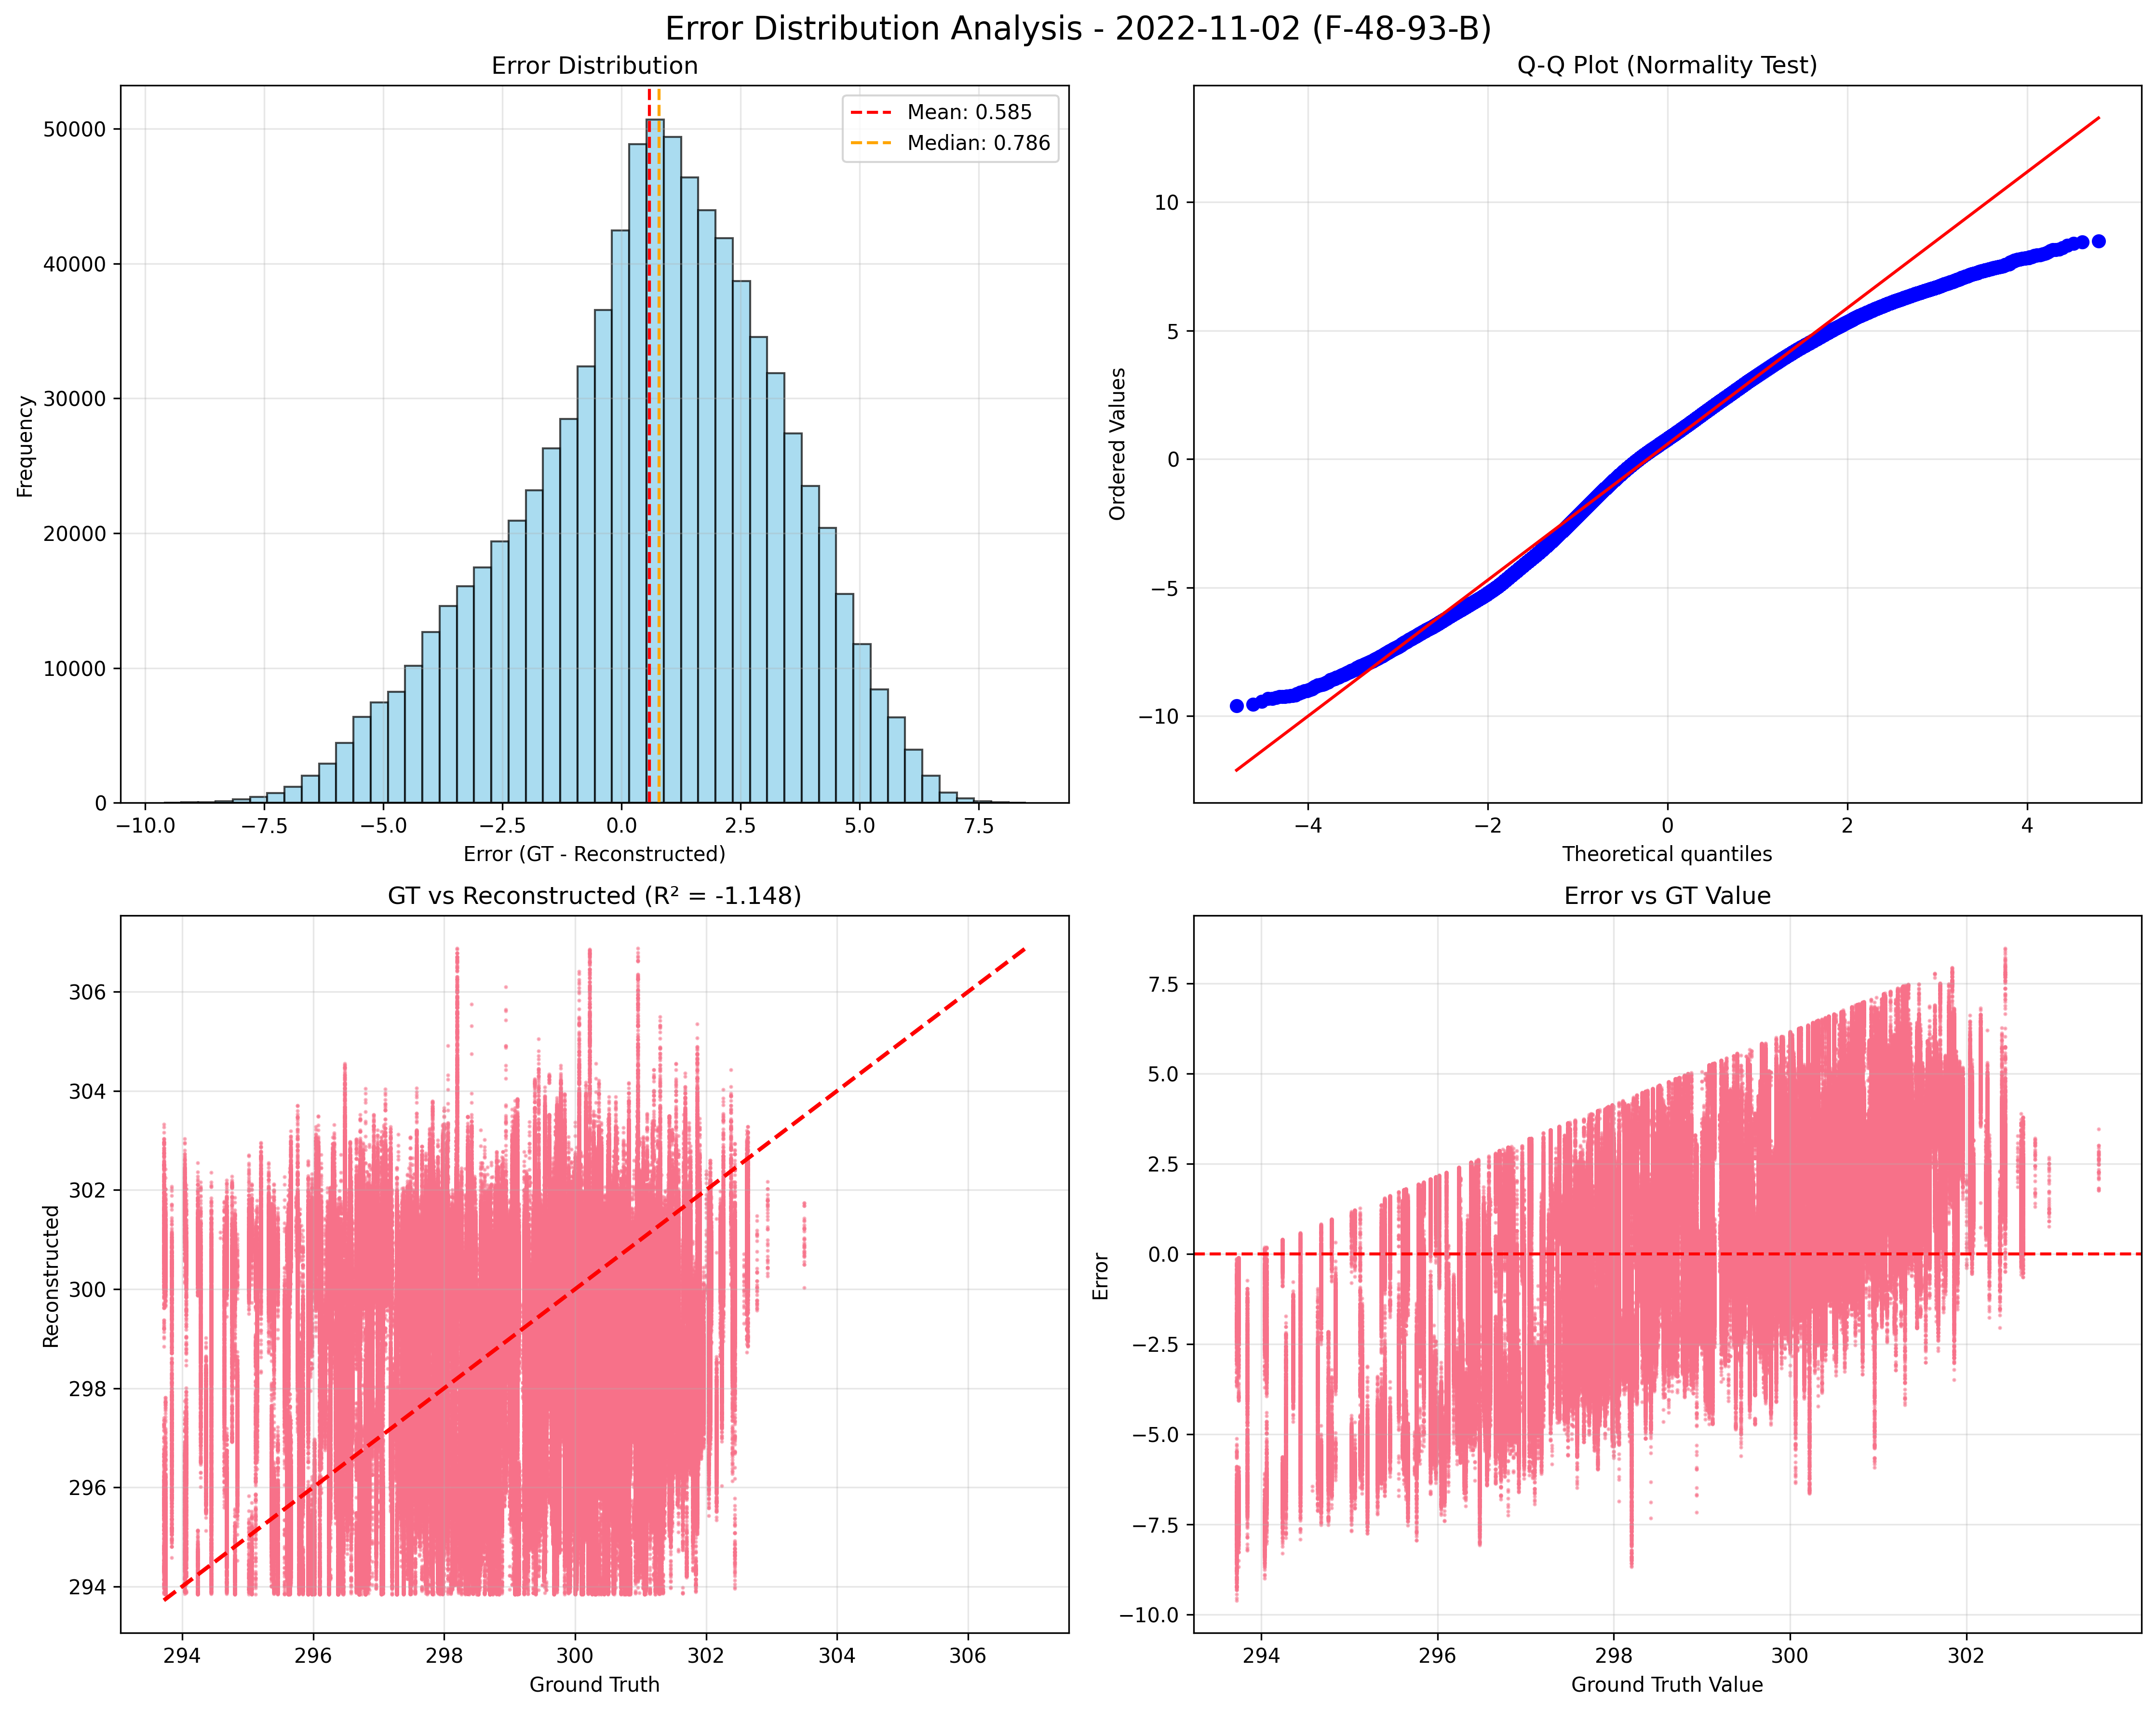 Error Distribution Analysis - 2022-11-02 (F-48-93-B)
Error Distribution
Mean: 0.585
Median: 0.786
50000
40000
30000
20000
10000
0
Frequency
−10.0 −7.5 −5.0 −2.5 0.0 2.5 5.0 7.5
Error (GT - Reconstructed)
Q-Q Plot (Normality Test)
10
5
0
−5
−10
Ordered Values
−4 −2 0 2 4
Theoretical quantiles
GT vs Reconstructed (R² = -1.148)
306
304
302
300
298
296
294
Reconstructed
294 296 298 300 302 304 306
Ground Truth
Error vs GT Value
7.5
5.0
2.5
0.0
−2.5
−5.0
−7.5
−10.0
Error
294 296 298 300 302
Ground Truth Value